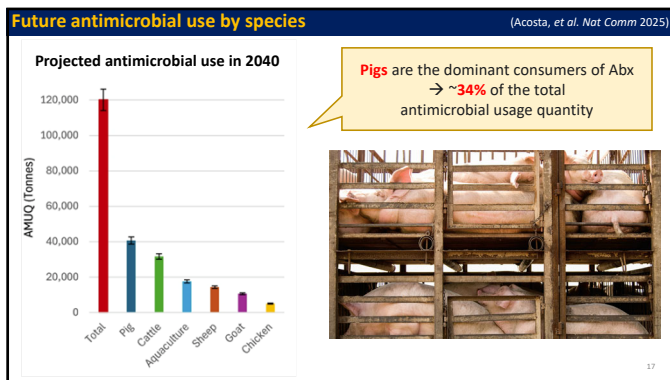 Future antimicrobial use by species
(Acosta, et al. Nat Comm 2025)
Projected antimicrobial use in 2040
AMUQ (Tonnes)
120,000
100,000
80,000
60,000
40,000
20,000
0
Total
Pig
Cattle
Aquaculture
Sheep
Goat
Chicken
Pigs are the dominant consumers of Abx
→ ~34% of the total
antimicrobial usage quantity
17